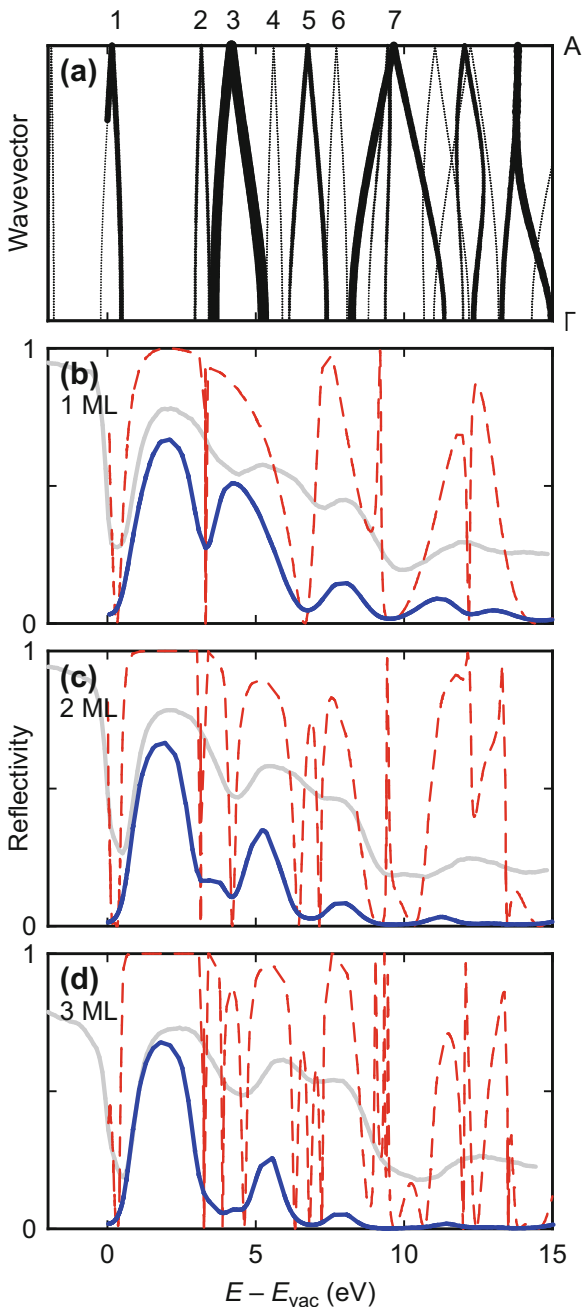 1 2 3 4 5 6 7
(a)
A
Wavevector
Γ
1
(b)
1 ML
0
1
(c)
2 ML
Reflectivity
0
1
(d)
3 ML
0
0 5 10 15
E – Evac (eV)